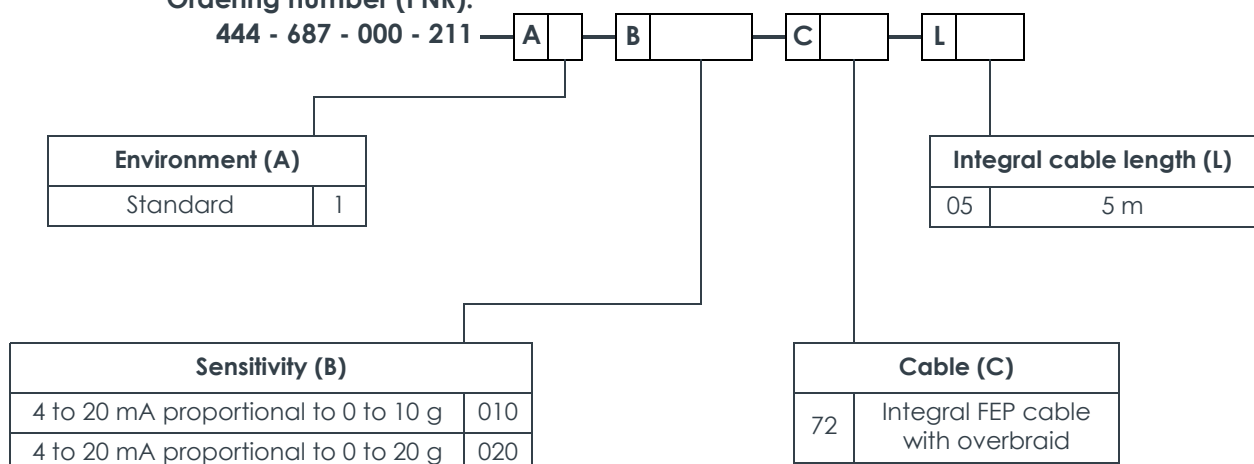 Ordering number (PNR):
444 - 687 - 000 - 211 A B C L
Environment (A)
Standard 1
Integral cable length (L)
05 5 m
Sensitivity (B)
4 to 20 mA proportional to 0 to 10 g 010
4 to 20 mA proportional to 0 to 20 g 020
Cable (C)
72 Integral FEP cable
with overbraid